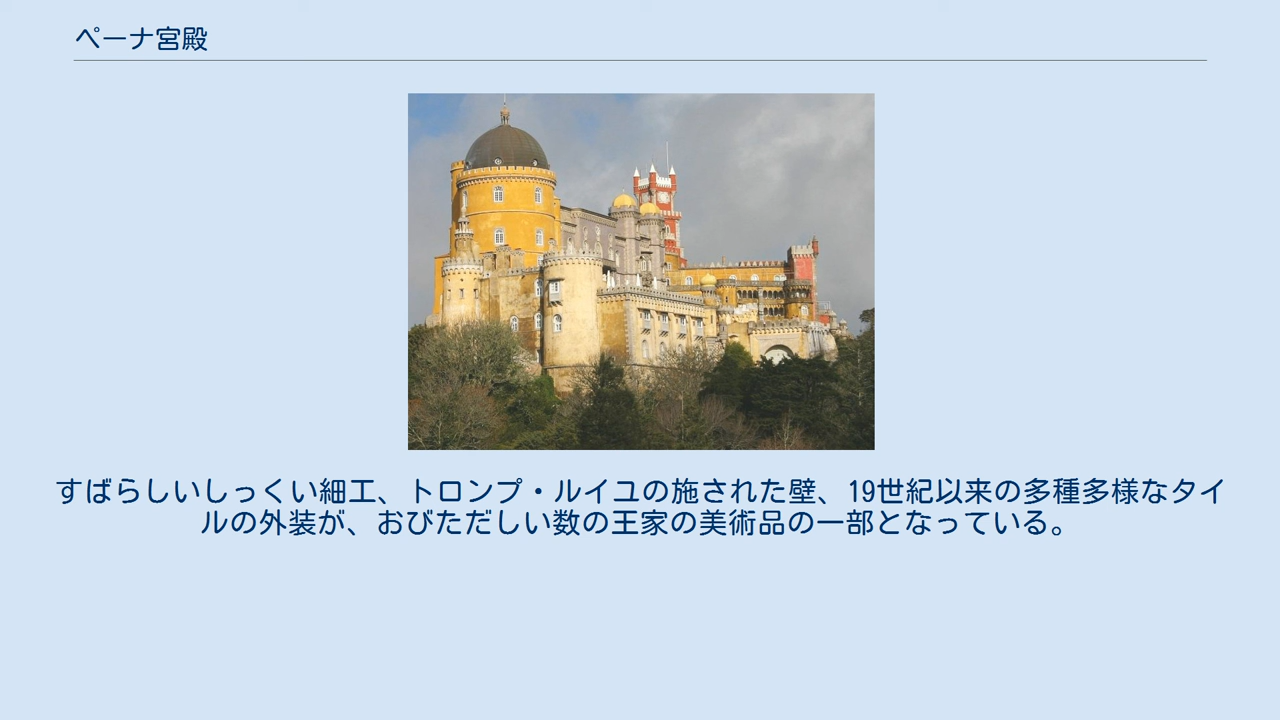 ペーナ宮殿
すばらしいしっくい細工、トロンプ・ルイユの施された壁、19世紀以来の多種多様なタイ
ルの外装が、おびただしい数の王家の美術品の一部となっている。